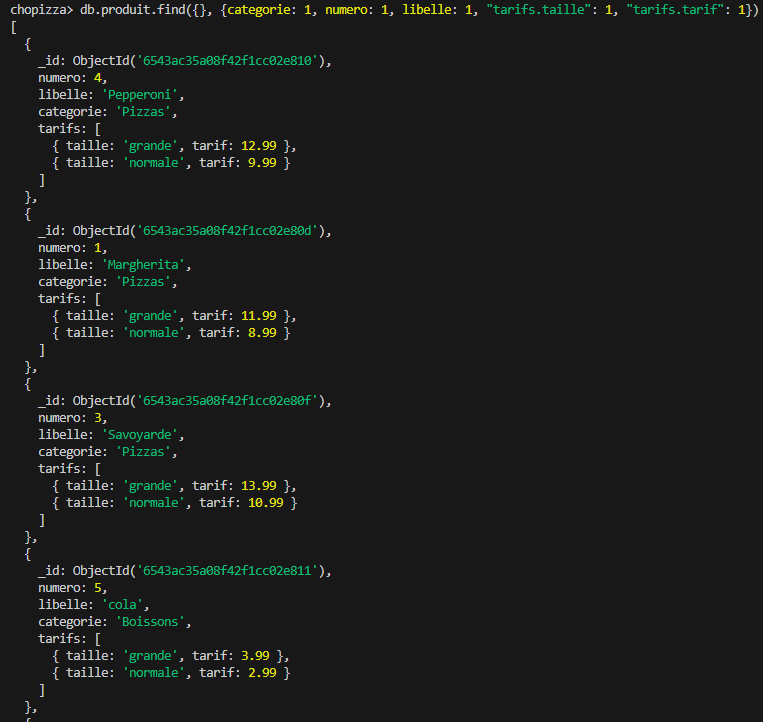 chopizza> db.produit.find({}, {categorie: 1, numero: 1, libelle: 1, "tarifs.taille": 1, "tarifs.tarif": 1})
[
  {
    _id: ObjectId('6543ac35a08f42f1cc02e810'),
    numero: 4,
    libelle: 'Pepperoni',
    categorie: 'Pizzas',
    tarifs: [
      { taille: 'grande', tarif: 12.99 },
      { taille: 'normale', tarif: 9.99 }
    ]
  },
  {
    _id: ObjectId('6543ac35a08f42f1cc02e80d'),
    numero: 1,
    libelle: 'Margherita',
    categorie: 'Pizzas',
    tarifs: [
      { taille: 'grande', tarif: 11.99 },
      { taille: 'normale', tarif: 8.99 }
    ]
  },
  {
    _id: ObjectId('6543ac35a08f42f1cc02e80f'),
    numero: 3,
    libelle: 'Savoyarde',
    categorie: 'Pizzas',
    tarifs: [
      { taille: 'grande', tarif: 13.99 },
      { taille: 'normale', tarif: 10.99 }
    ]
  },
  {
    _id: ObjectId('6543ac35a08f42f1cc02e811'),
    numero: 5,
    libelle: 'cola',
    categorie: 'Boissons',
    tarifs: [
      { taille: 'grande', tarif: 3.99 },
      { taille: 'normale', tarif: 2.99 }
    ]
  },